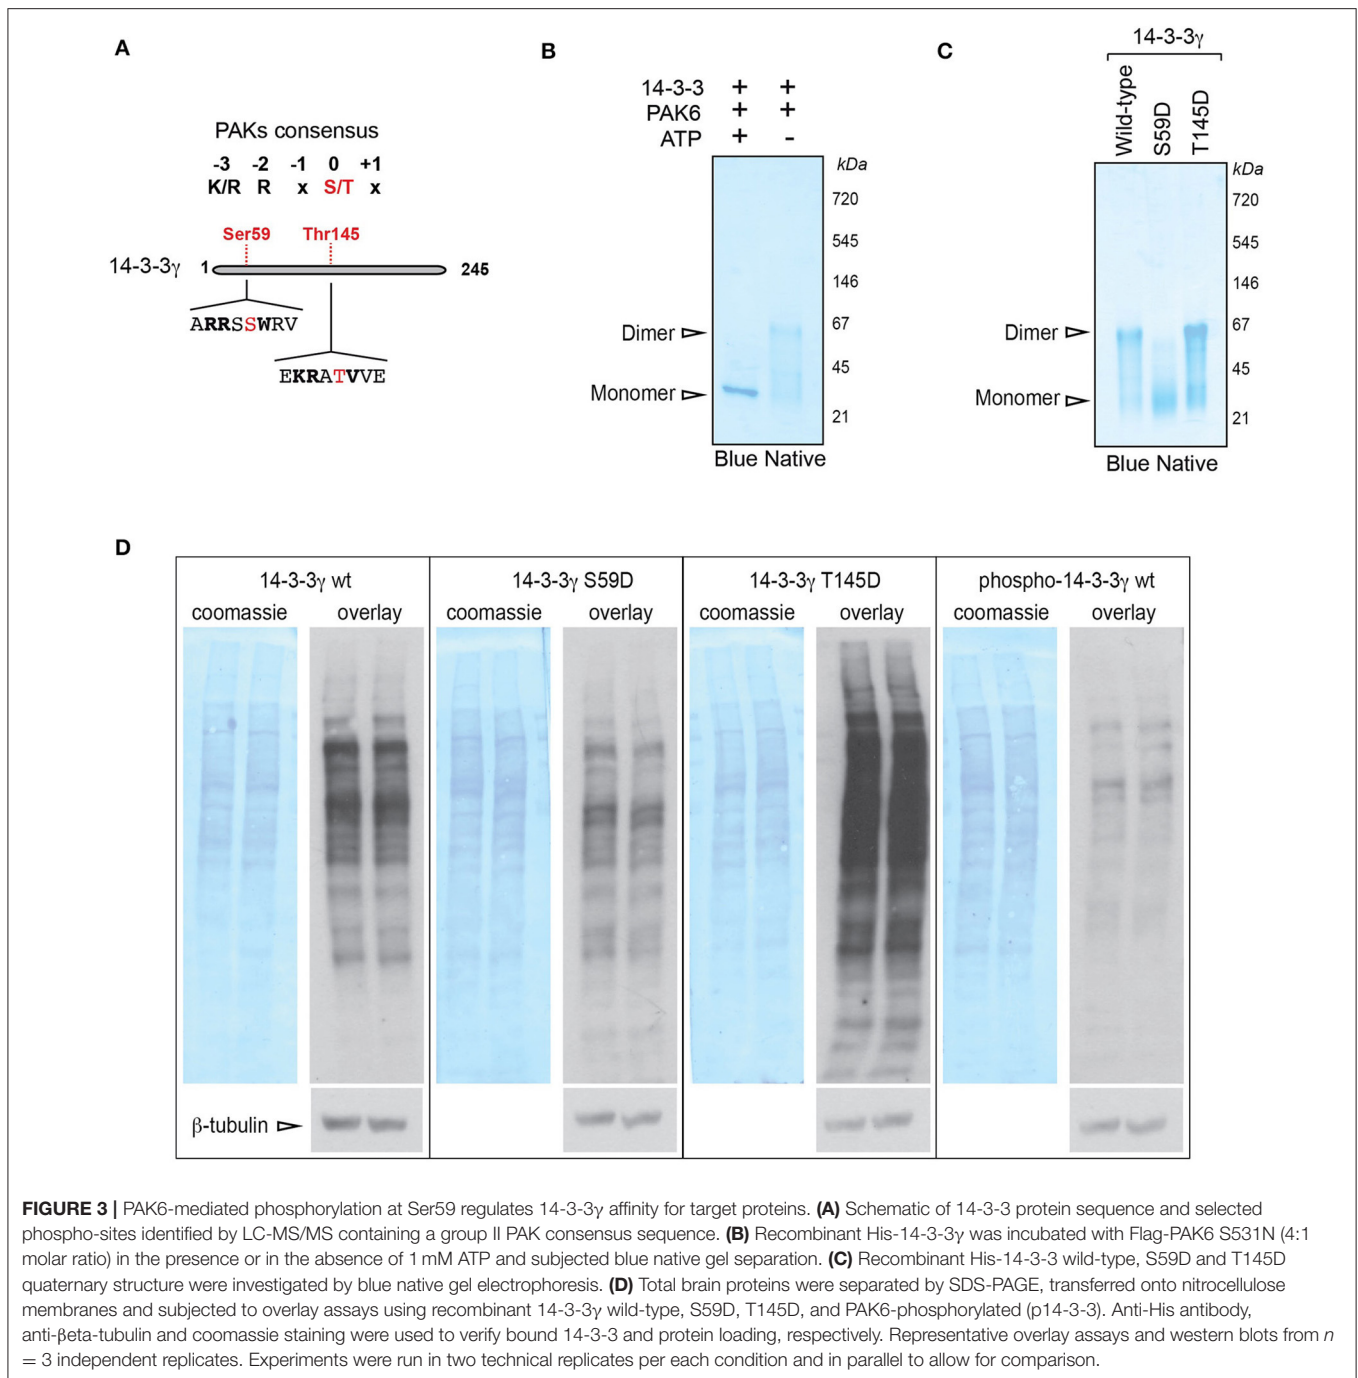 A
PAKs consensus
-3 -2 -1 0 +1
K/R R x S/T x
Ser59 Thr145
14-3-3γ 1 245
ARRSSWRV
EKRATVVE
B
14-3-3 + +
PAK6 + +
ATP + -
kDa
720
545
146
Dimer 67
45
Monomer 21
Blue Native
C
14-3-3γ
Wild-type S59D T145D
kDa
720
545
146
Dimer 67
45
Monomer 21
Blue Native
D
14-3-3γ wt 14-3-3γ S59D 14-3-3γ T145D phospho-14-3-3γ wt
coomassie overlay coomassie overlay coomassie overlay coomassie overlay
β-tubulin
FIGURE 3 | PAK6-mediated phosphorylation at Ser59 regulates 14-3-3γ affinity for target proteins. (A) Schematic of 14-3-3 protein sequence and selected
phospho-sites identified by LC-MS/MS containing a group II PAK consensus sequence. (B) Recombinant His-14-3-3γ was incubated with Flag-PAK6 S531N (4:1
molar ratio) in the presence or in the absence of 1 mM ATP and subjected blue native gel separation. (C) Recombinant His-14-3-3 wild-type, S59D and T145D
quaternary structure were investigated by blue native gel electrophoresis. (D) Total brain proteins were separated by SDS-PAGE, transferred onto nitrocellulose
membranes and subjected to overlay assays using recombinant 14-3-3γ wild-type, S59D, T145D, and PAK6-phosphorylated (p14-3-3). Anti-His antibody,
anti-βeta-tubulin and coomassie staining were used to verify bound 14-3-3 and protein loading, respectively. Representative overlay assays and western blots from n
= 3 independent replicates. Experiments were run in two technical replicates per each condition and in parallel to allow for comparison.